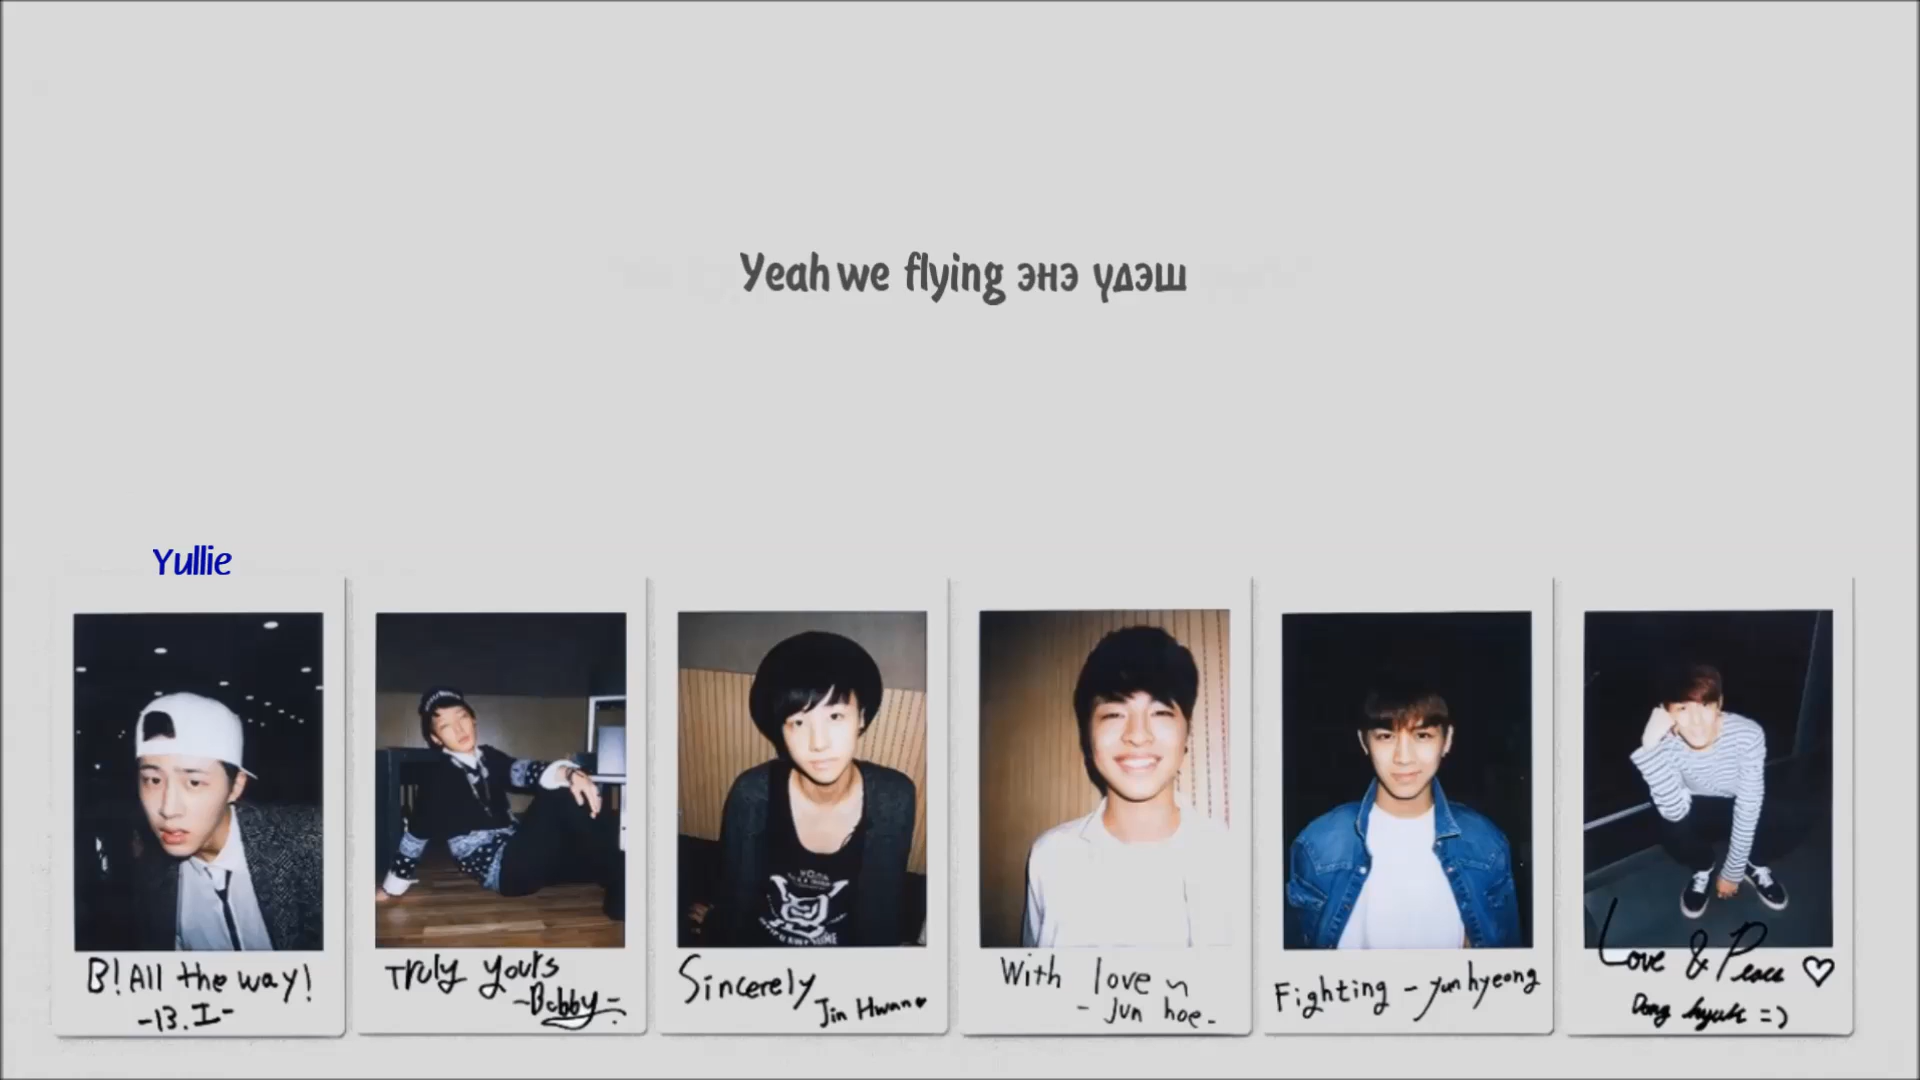 Yeah we flying энэ үдэш
Yullie
B! All the way!
-B.I-
Truly yours
-Bobby-
Sincerely
Jin Hwan♥
With love ~
- Jun hoe -
Fighting - yun hyeong
Love & Peace ♡
Dong hyuk =)